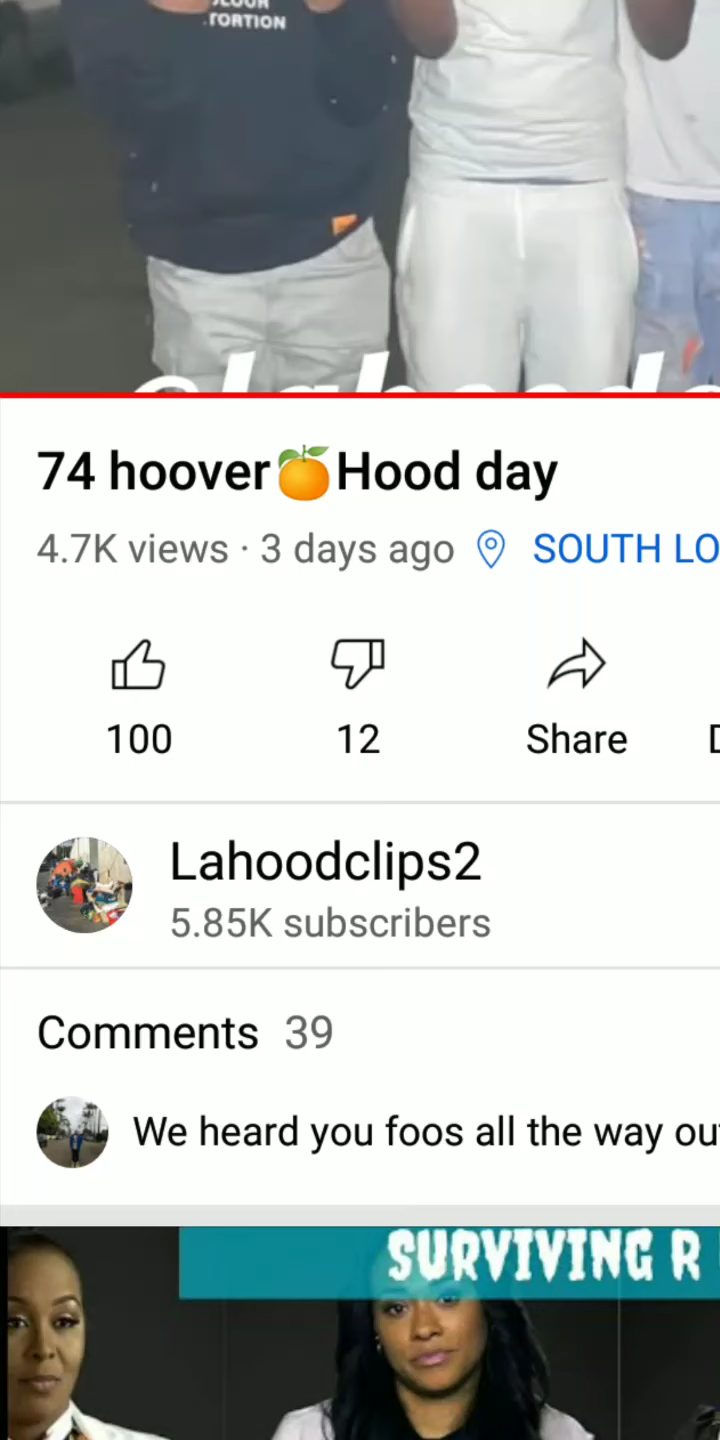 TORTION
74 hoover🍊Hood day
4.7K views · 3 days ago SOUTH LO
100 12 Share
Lahoodclips2
5.85K subscribers
Comments 39
We heard you foos all the way ou
SURVIVING R